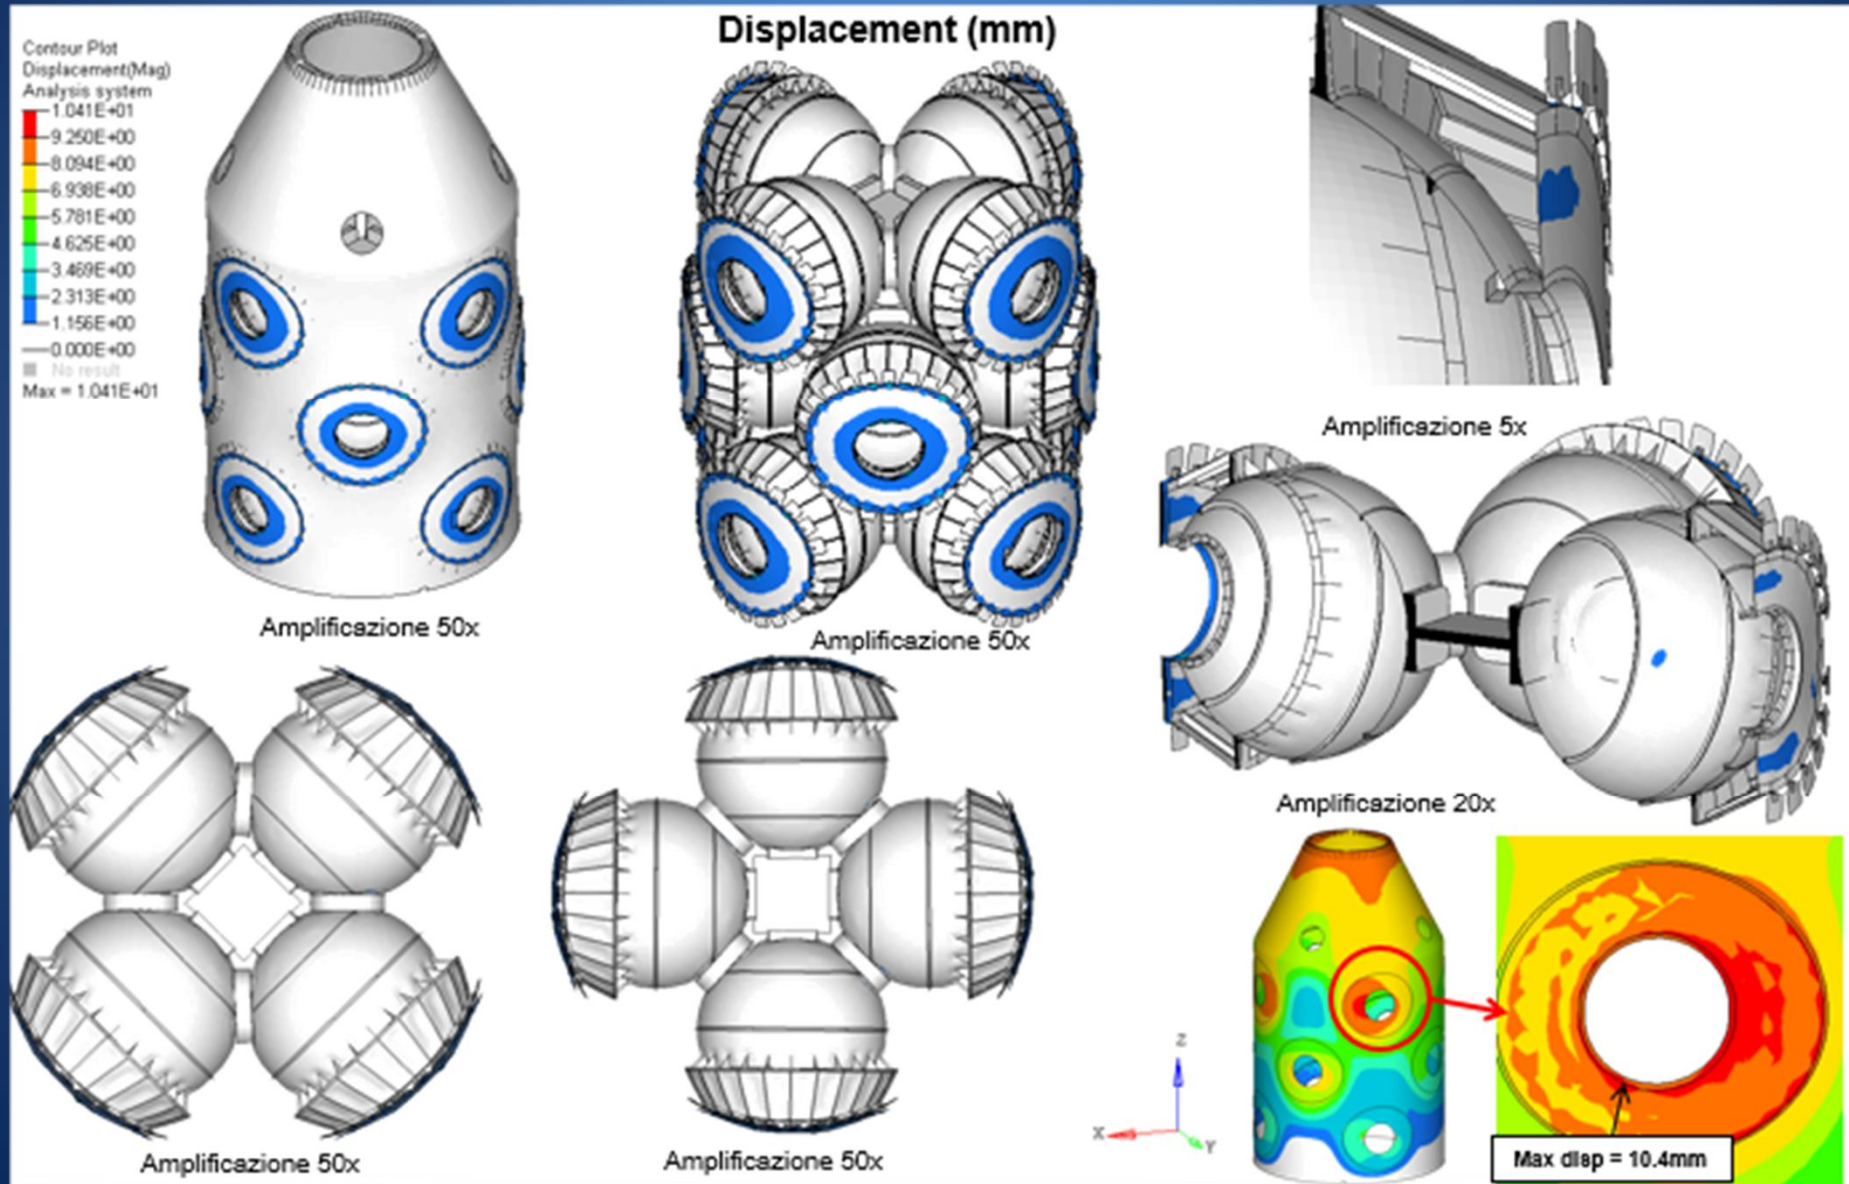 Displacement (mm)
Contour Plot
Displacement(Mag)
Analysis system
1.041E+01
9.250E+00
8.094E+00
6.938E+00
5.781E+00
4.625E+00
3.469E+00
2.313E+00
1.156E+00
0.000E+00
No result
Max = 1.041E+01
Amplificazione 50x
Amplificazione 50x
Amplificazione 5x
Amplificazione 20x
Amplificazione 50x
Amplificazione 50x
Z
X
Y
Max disp = 10.4mm